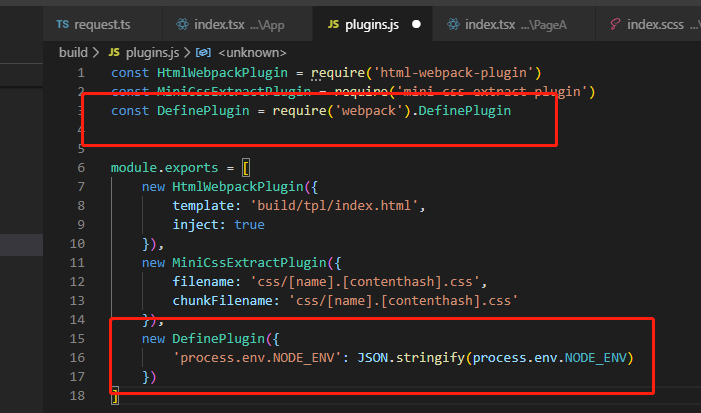 TS request.ts index.tsx ...\App JS plugins.js index.tsx ...\PageA index.scss ...
build > JS plugins.js > <unknown>
1 const HtmlWebpackPlugin = require('html-webpack-plugin')
2 const MiniCssExtractPlugin = require('mini-css-extract-plugin')
3 const DefinePlugin = require('webpack').DefinePlugin
4
5
6 module.exports = [
7 new HtmlWebpackPlugin({
8 template: 'build/tpl/index.html',
9 inject: true
10 }),
11 new MiniCssExtractPlugin({
12 filename: 'css/[name].[contenthash].css',
13 chunkFilename: 'css/[name].[contenthash].css'
14 }),
15 new DefinePlugin({
16 'process.env.NODE_ENV': JSON.stringify(process.env.NODE_ENV)
17 })
18 ]